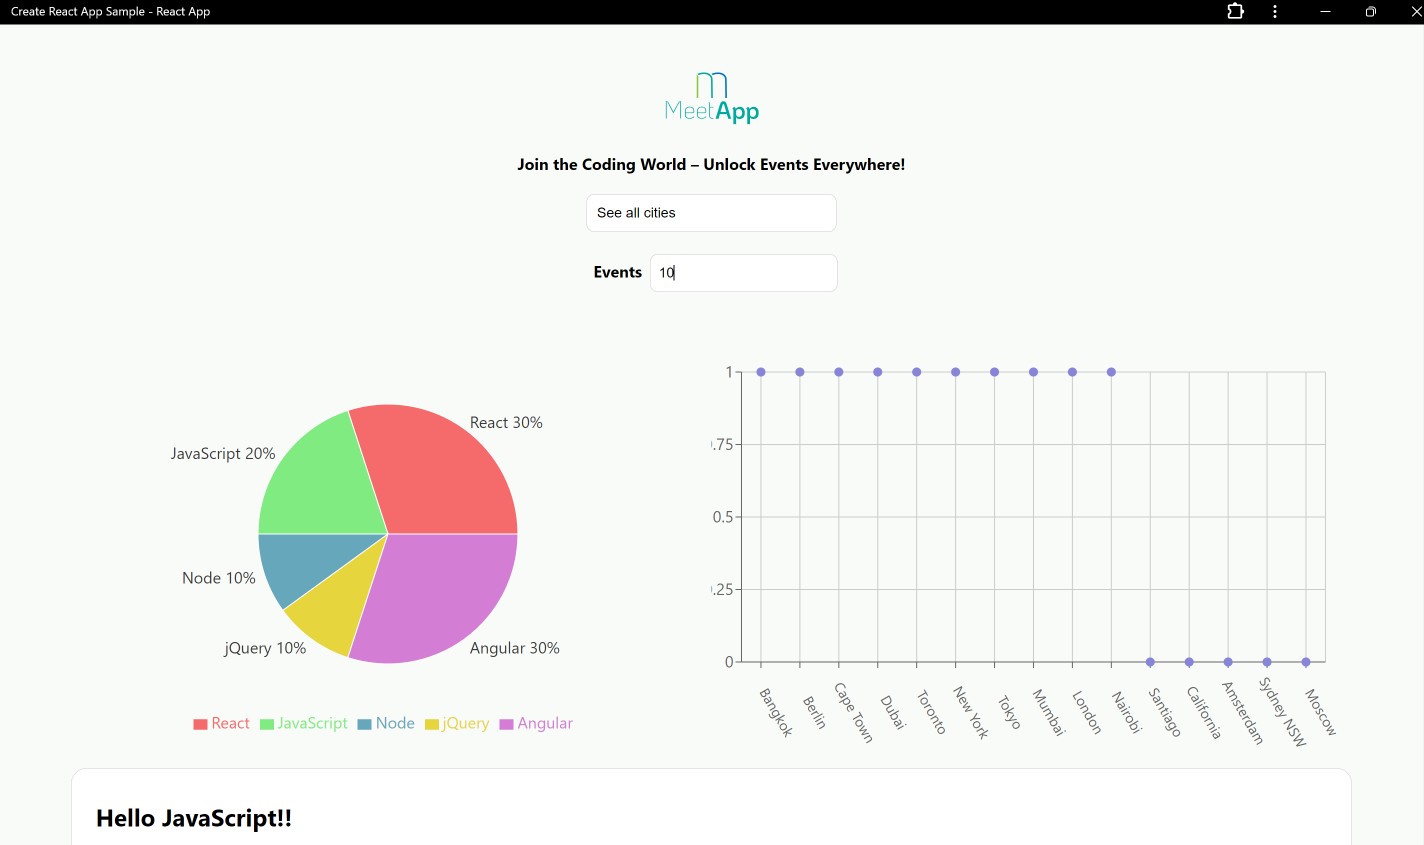 Create React App Sample - React App
MeetApp
Join the Coding World – Unlock Events Everywhere!
See all cities
Events 10
React 30%
JavaScript 20%
Node 10%
jQuery 10%
Angular 30%
React JavaScript Node jQuery Angular
1
.75
0.5
.25
0
Bangkok
Berlin
Cape Town
Dubai
Toronto
New York
Tokyo
Mumbai
London
Nairobi
Santiago
California
Amsterdam
Sydney NSW
Moscow
Hello JavaScript!!